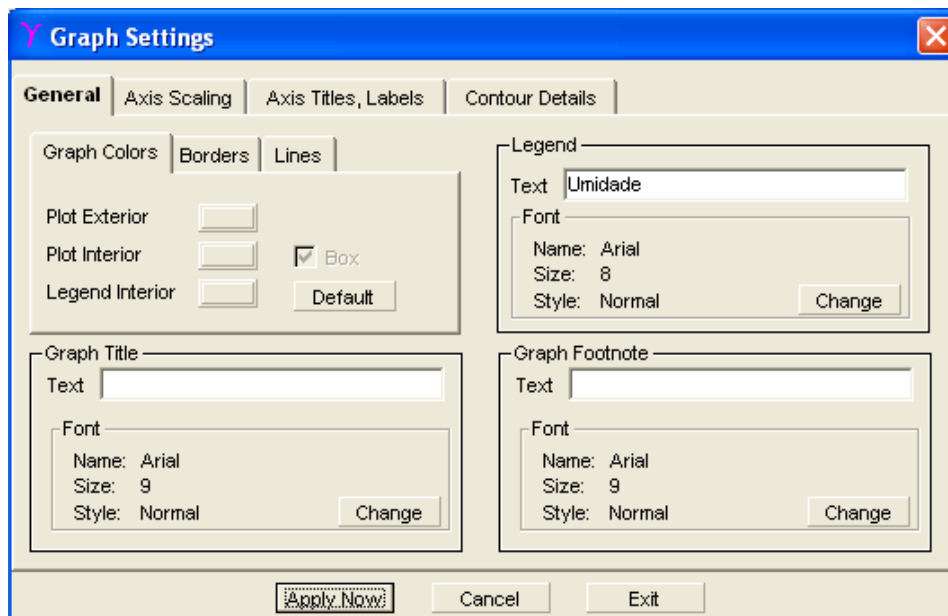 γ Graph Settings
General Axis Scaling Axis Titles, Labels Contour Details
Graph Colors Borders Lines
Plot Exterior
Plot Interior Box
Legend Interior Default
Legend
Text Umidade
Font
Name: Arial
Size: 8
Style: Normal Change
Graph Title
Text
Font
Name: Arial
Size: 9
Style: Normal Change
Graph Footnote
Text
Font
Name: Arial
Size: 9
Style: Normal Change
Apply Now Cancel Exit